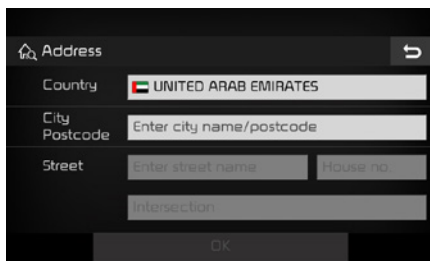 Address
Country
UNITED ARAB EMIRATES
City
Postcode
Enter city name/postcode
Street
Enter street name
House no.
Intersection
OK